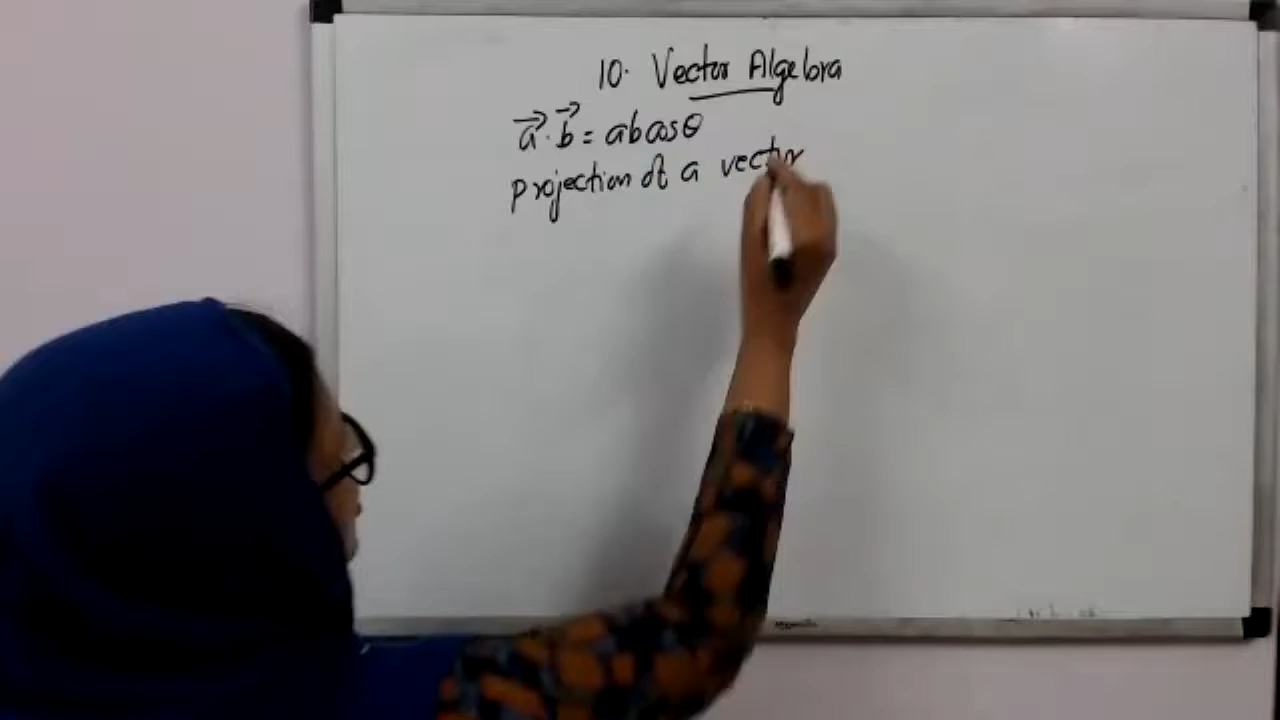 10. Vector Algebra
a⃗.b⃗ = ab cosθ
projection of a vector